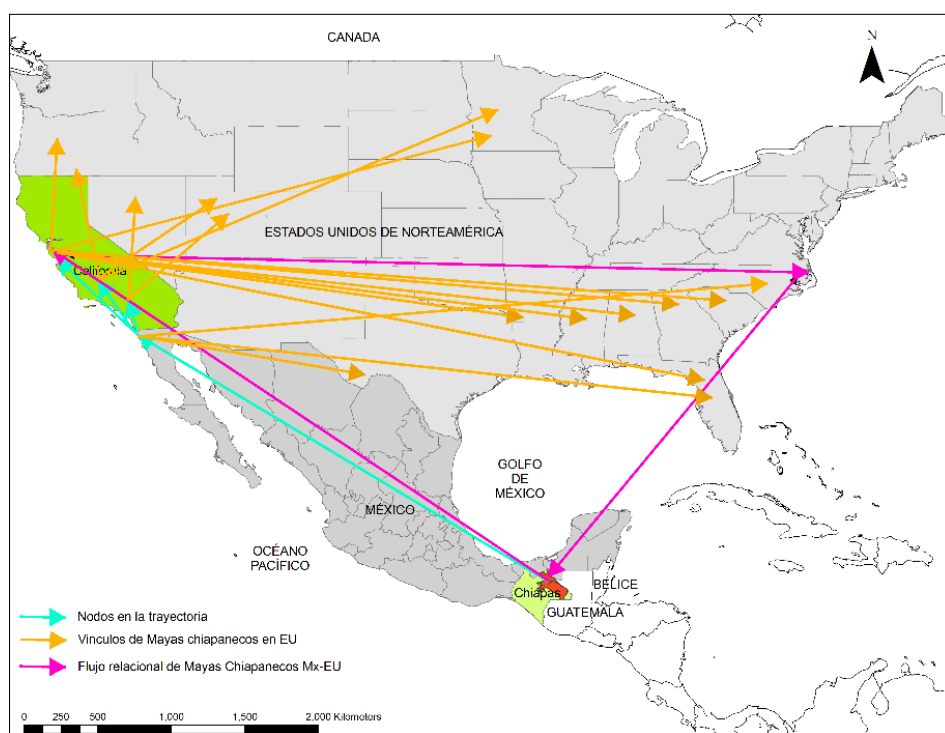 CANADA
N
ESTADOS UNIDOS DE NORTEAMÉRICA
California
GOLFO
DE
MÉXICO
MÉXICO
OCÉANO
PACÍFICO
Chiapas
BELICE
GUATEMALA
Nodos en la trayectoria
Vinculos de Mayas chiapanecos en EU
Flujo relacional de Mayas Chiapanecos Mx-EU
0 250 500 1,000 1,500 2,000 Kilometers